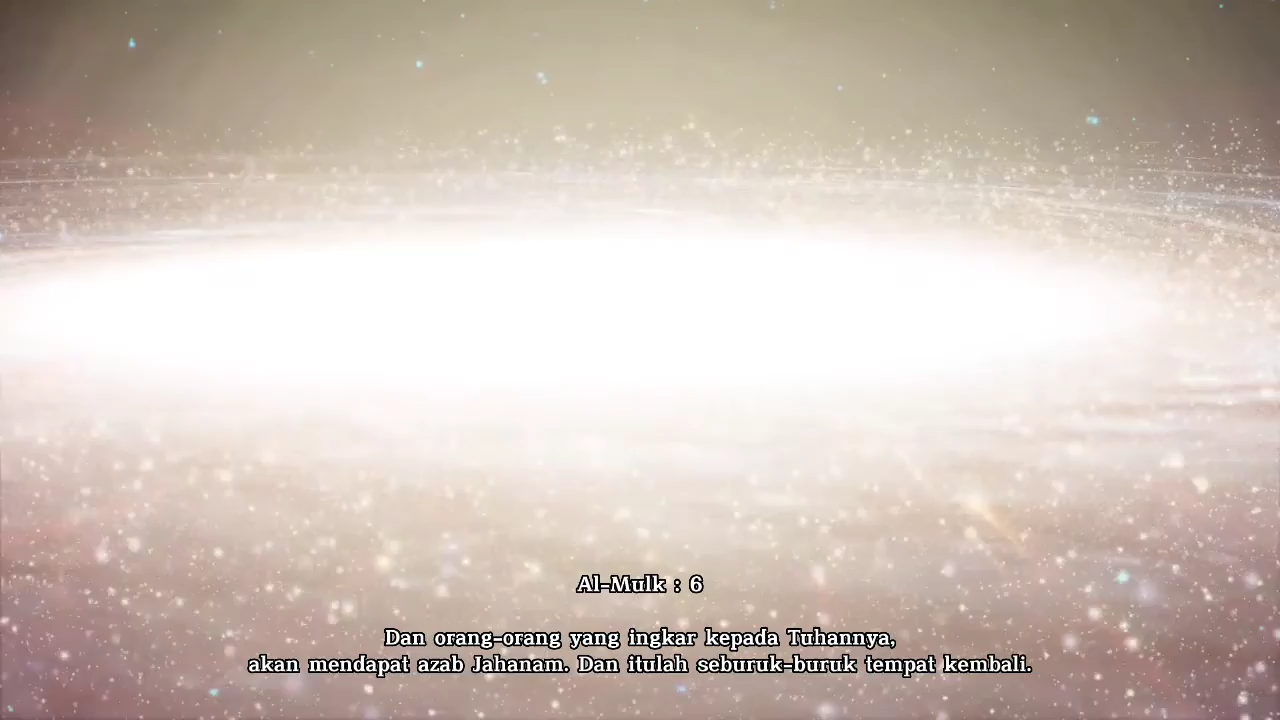 Al-Mulk : 6
Dan orang-orang yang ingkar kepada Tuhannya,
akan mendapat azab Jahanam. Dan itulah seburuk-buruk tempat kembali.